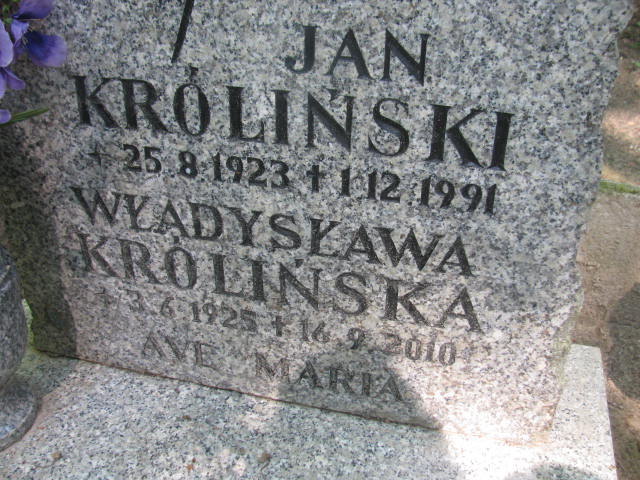 JAN
KRÓLIŃSKI
+ 25 8 1923 + 1 12 1991
WŁADYSŁAWA
KRÓLIŃSKA
+ 3.6 1925 + 16 9 2010
AVE MARIA